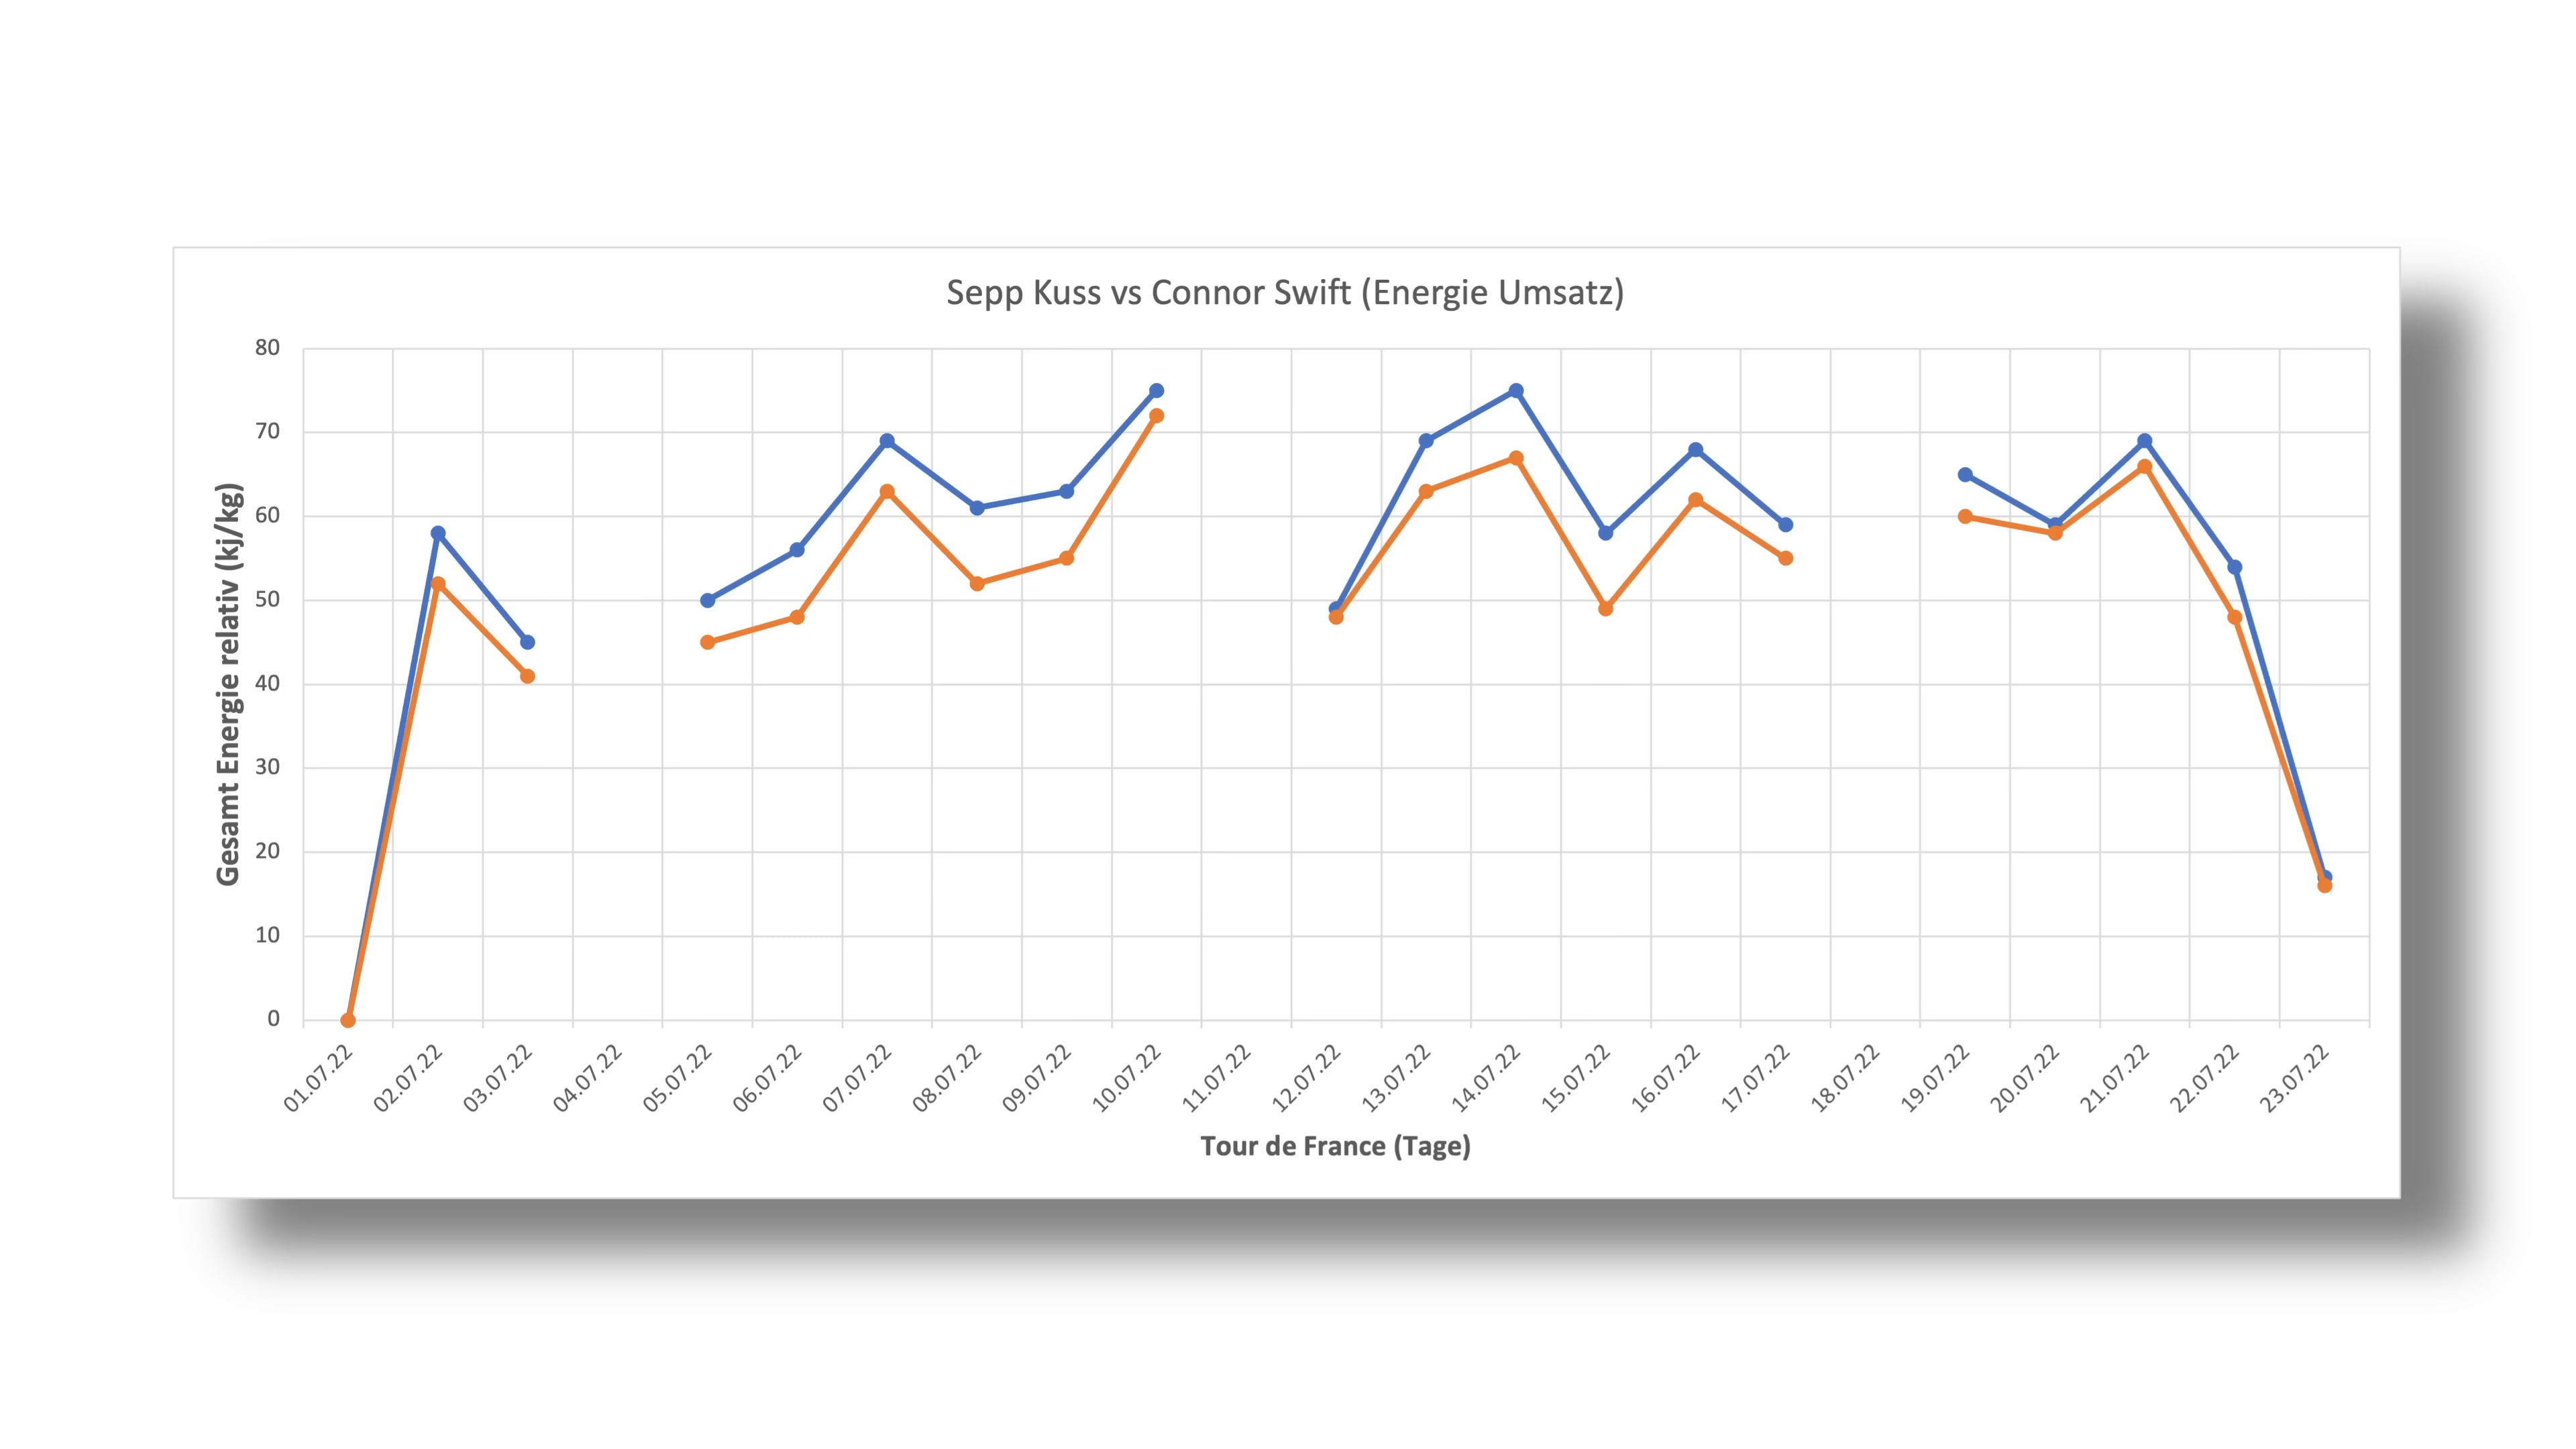 Sepp Kuss vs Connor Swift (Energie Umsatz)
Gesamt Energie relativ (kj/kg)
80
70
60
50
40
30
20
10
0
01.07.22 02.07.22 03.07.22 04.07.22 05.07.22 06.07.22 07.07.22 08.07.22 09.07.22 10.07.22 11.07.22 12.07.22 13.07.22 14.07.22 15.07.22 16.07.22 17.07.22 18.07.22 19.07.22 20.07.22 21.07.22 22.07.22 23.07.22
Tour de France (Tage)